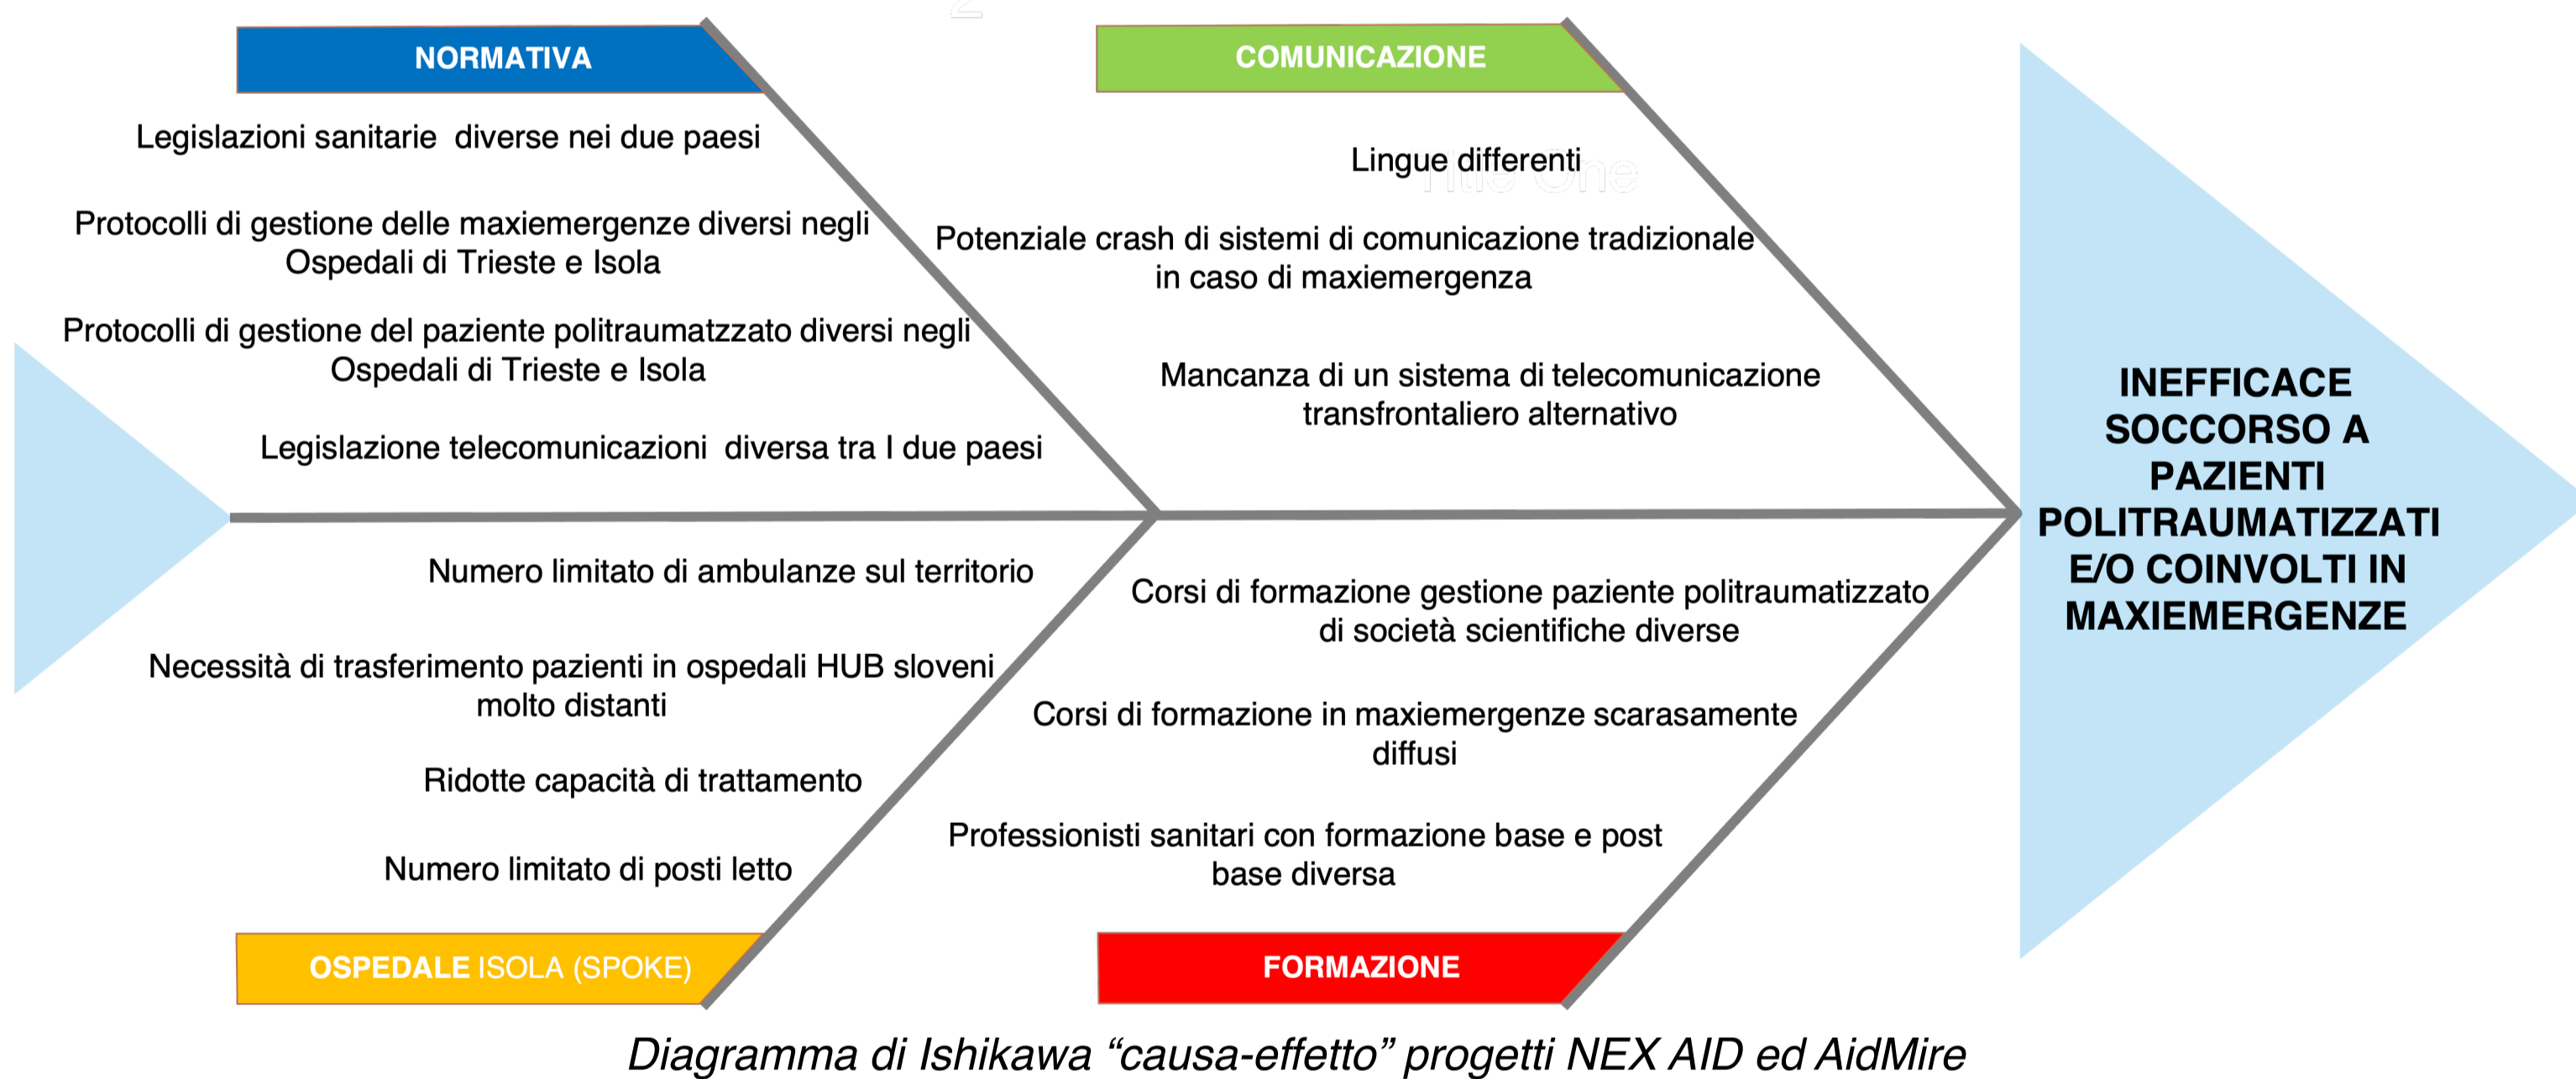 2
NORMATIVA
Legislazioni sanitarie diverse nei due paesi
Protocolli di gestione delle maxiemergenze diversi negli
Ospedali di Trieste e Isola
Protocolli di gestione del paziente politraumatzzato diversi negli
Ospedali di Trieste e Isola
Legislazione telecomunicazioni diversa tra I due paesi
COMUNICAZIONE
Title One
Lingue differenti
Potenziale crash di sistemi di comunicazione tradizionale
in caso di maxiemergenza
Mancanza di un sistema di telecomunicazione
transfrontaliero alternativo
Numero limitato di ambulanze sul territorio
Necessità di trasferimento pazienti in ospedali HUB sloveni
molto distanti
Ridotte capacità di trattamento
Numero limitato di posti letto
OSPEDALE ISOLA (SPOKE)
Corsi di formazione gestione paziente politraumatizzato
di società scientifiche diverse
Corsi di formazione in maxiemergenze scarasamente
diffusi
Professionisti sanitari con formazione base e post
base diversa
FORMAZIONE
INEFFICACE
SOCCORSO A
PAZIENTI
POLITRAUMATIZZATI
E/O COINVOLTI IN
MAXIEMERGENZE
Diagramma di Ishikawa “causa-effetto” progetti NEX AID ed AidMire